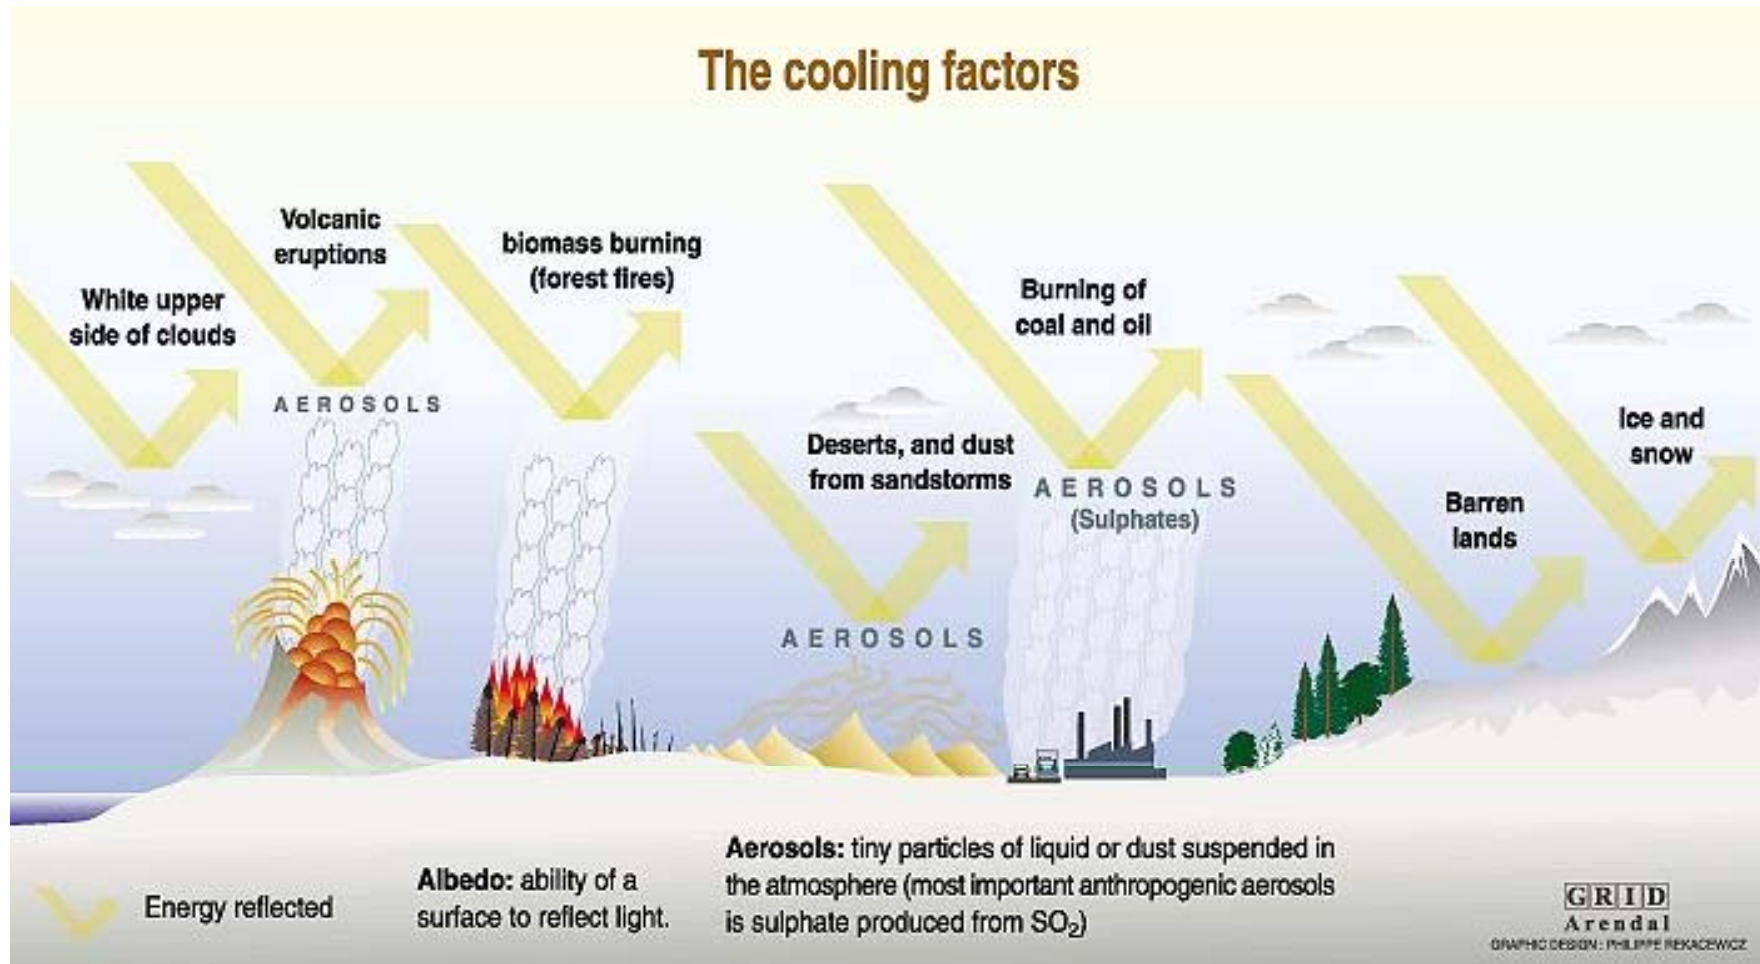 The cooling factors
Volcanic
eruptions
biomass burning
(forest fires)
White upper
side of clouds
Burning of
coal and oil
AEROSOLS
Deserts, and dust
from sandstorms
AEROSOLS
(Sulphates)
Ice and
snow
Barren
lands
AEROSOLS
Energy reflected
Albedo: ability of a
surface to reflect light.
Aerosols: tiny particles of liquid or dust suspended in
the atmosphere (most important anthropogenic aerosols
is sulphate produced from SO₂)
GRID
Arendal
GRAPHIC DESIGN : PHILIPPE REKACEWICZ